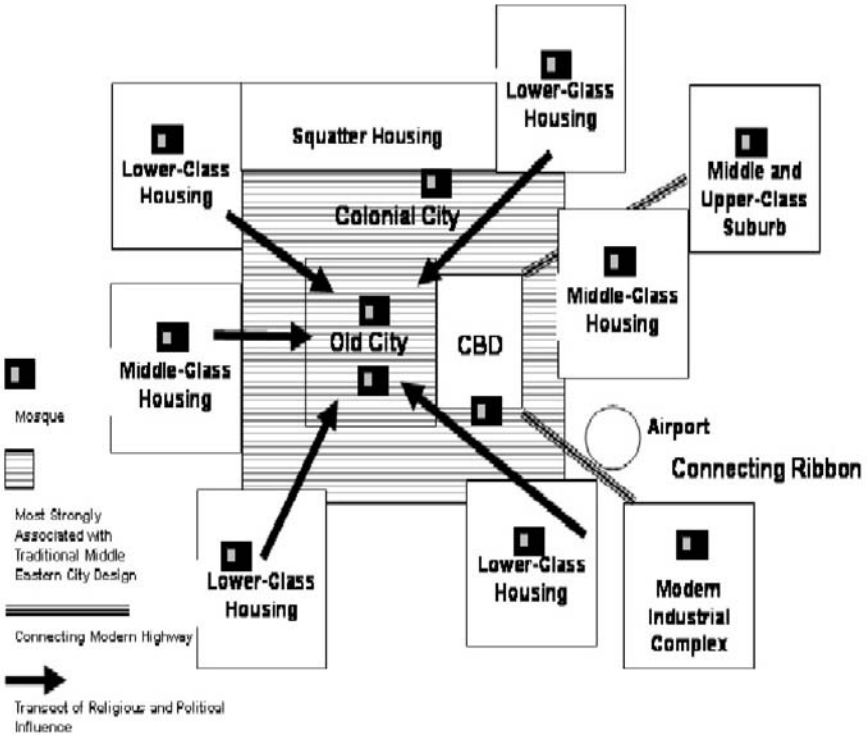 Lower-Class
Housing
Squatter Housing
Lower-Class
Housing
Middle and
Upper-Class
Suburb
Colonial City
Middle-Class
Housing
Middle-Class
Housing
Old City
CBD
Airport
Connecting Ribbon
Lower-Class
Housing
Lower-Class
Housing
Modern
Industrial
Complex
Mosque
Most Strongly
Associated with
Traditional Middle
Eastern City Design
Connecting Modern Highway
Transect of Religious and Political
Influence